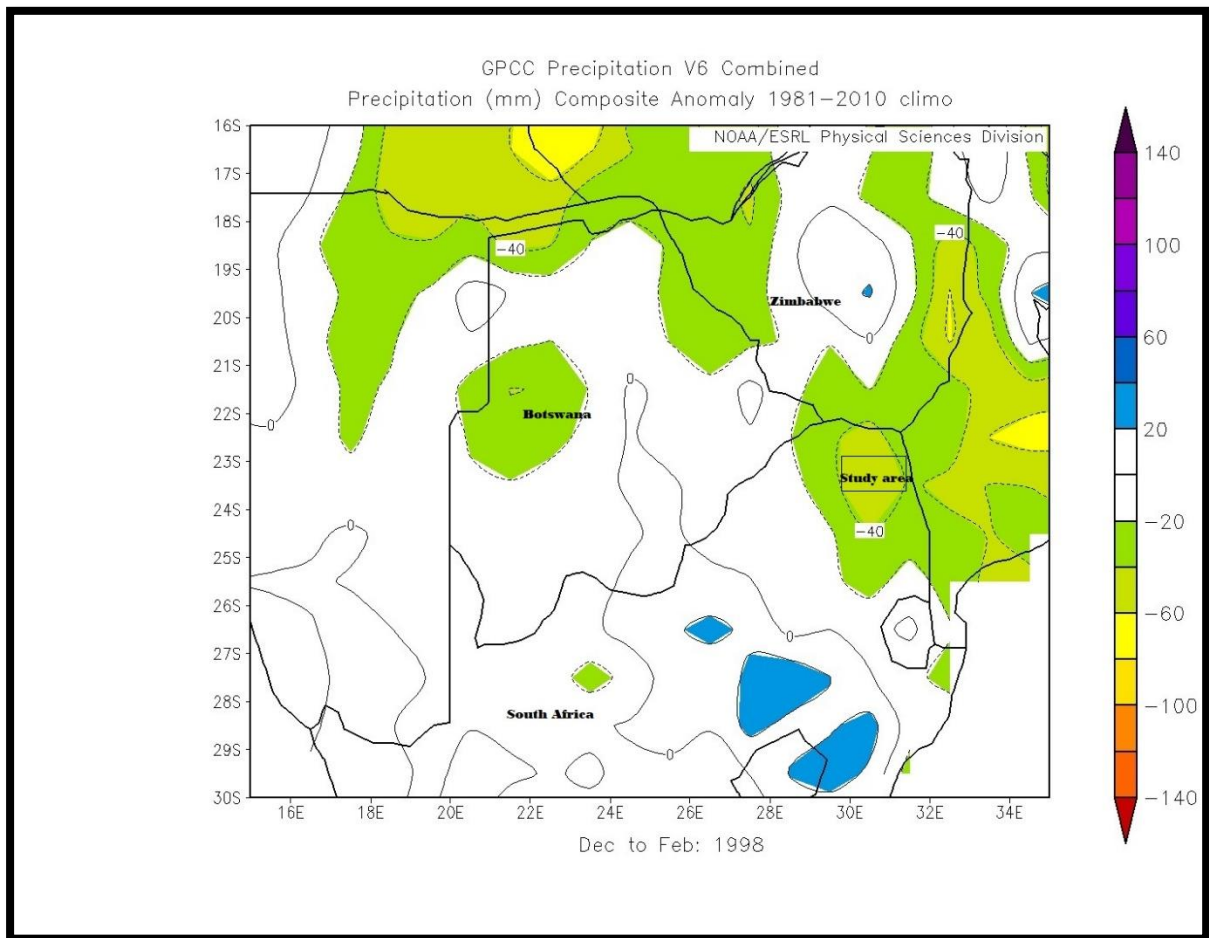 GPCC Precipitation V6 Combined
Precipitation (mm) Composite Anomaly 1981-2010 climo
NOAA/ESRL Physical Sciences Division
16S
17S
18S
19S
20S
21S
22S
23S
24S
25S
26S
27S
28S
29S
30S
-40
-40
Zimbabwe
0
0
Botswana
0
Study area
-40
0
0
South Africa
0
16E 18E 20E 22E 24E 26E 28E 30E 32E 34E
Dec to Feb: 1998
140
100
60
20
-20
-60
-100
-140